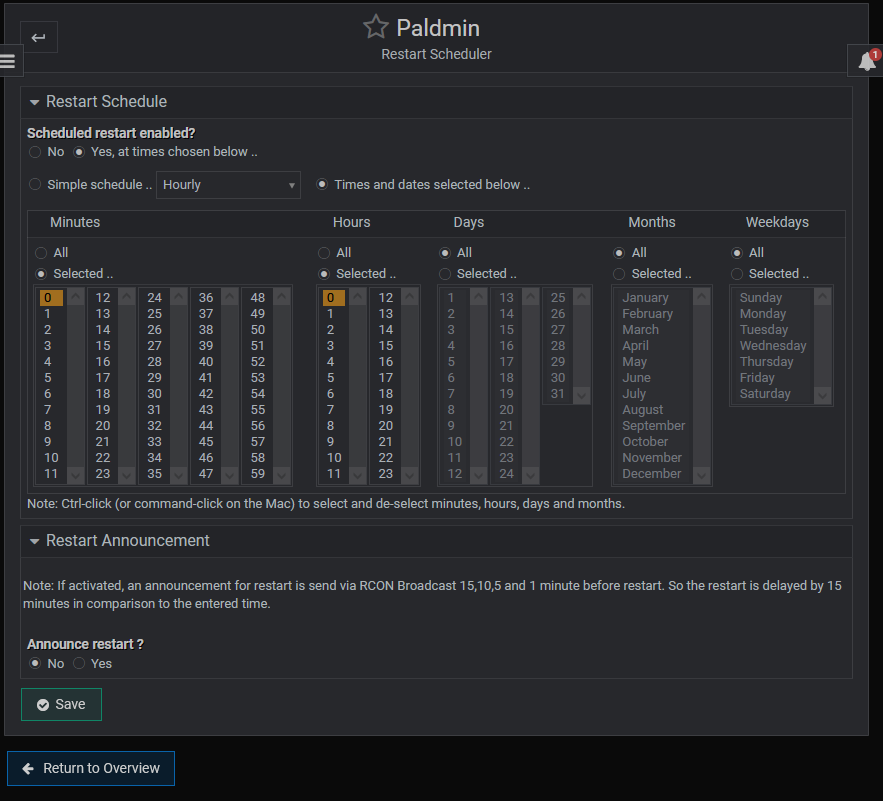 Paldmin
Restart Scheduler
1
Restart Schedule
Scheduled restart enabled?
No Yes, at times chosen below ..
Simple schedule .. Hourly Times and dates selected below ..
Minutes Hours Days Months Weekdays
All All All All All
Selected .. Selected .. Selected .. Selected .. Selected ..
0 12 24 36 48 0 12 1 13 25 January Sunday
1 13 25 37 49 1 13 2 14 26 February Monday
2 14 26 38 50 2 14 3 15 27 March Tuesday
3 15 27 39 51 3 15 4 16 28 April Wednesday
4 16 28 40 52 4 16 5 17 29 May Thursday
5 17 29 41 53 5 17 6 18 30 June Friday
6 18 30 42 54 6 18 7 19 31 July Saturday
7 19 31 43 55 7 19 8 20 August
8 20 32 44 56 8 20 9 21 September
9 21 33 45 57 9 21 10 22 October
10 22 34 46 58 10 22 11 23 November
11 23 35 47 59 11 23 12 24 December
Note: Ctrl-click (or command-click on the Mac) to select and de-select minutes, hours, days and months.
Restart Announcement
Note: If activated, an announcement for restart is send via RCON Broadcast 15,10,5 and 1 minute before restart. So the restart is delayed by 15
minutes in comparison to the entered time.
Announce restart ?
No Yes
Save
Return to Overview